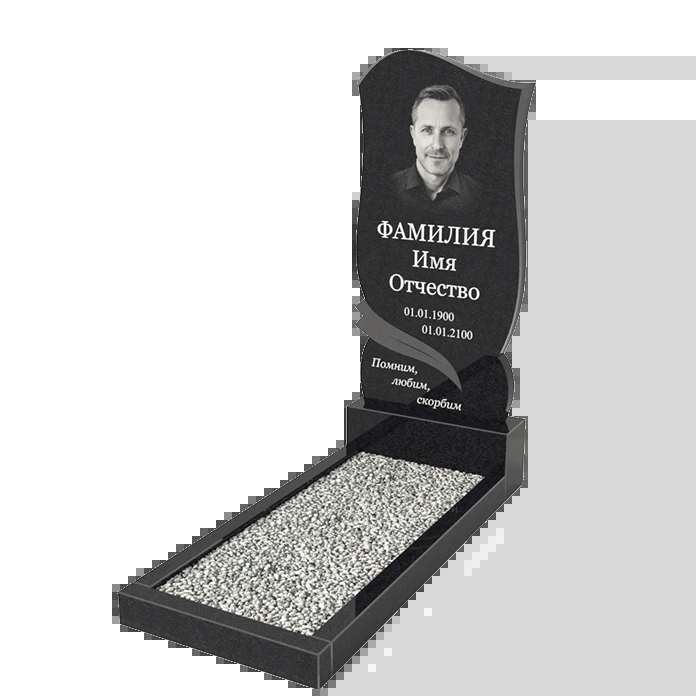 ФАМИЛИЯ
Имя
Отчество
01.01.1900
01.01.2100
Помним,
любим,
скорбим